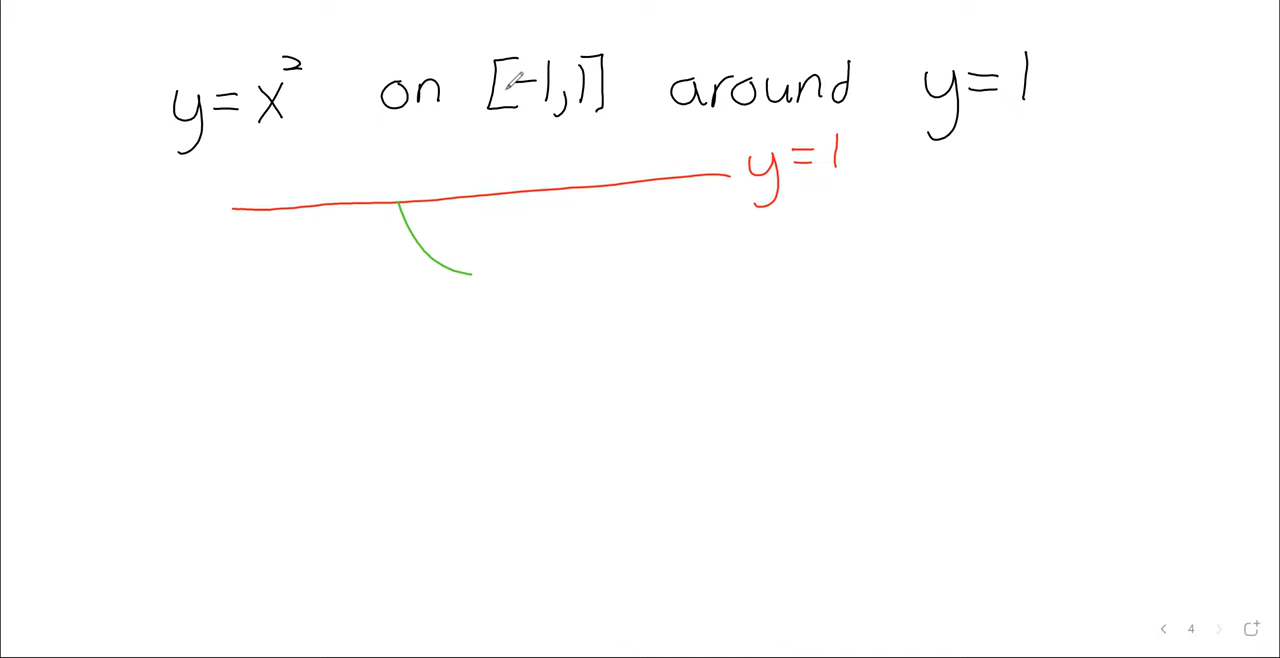 y=x² on [-1,1] around y=1
y=1
4